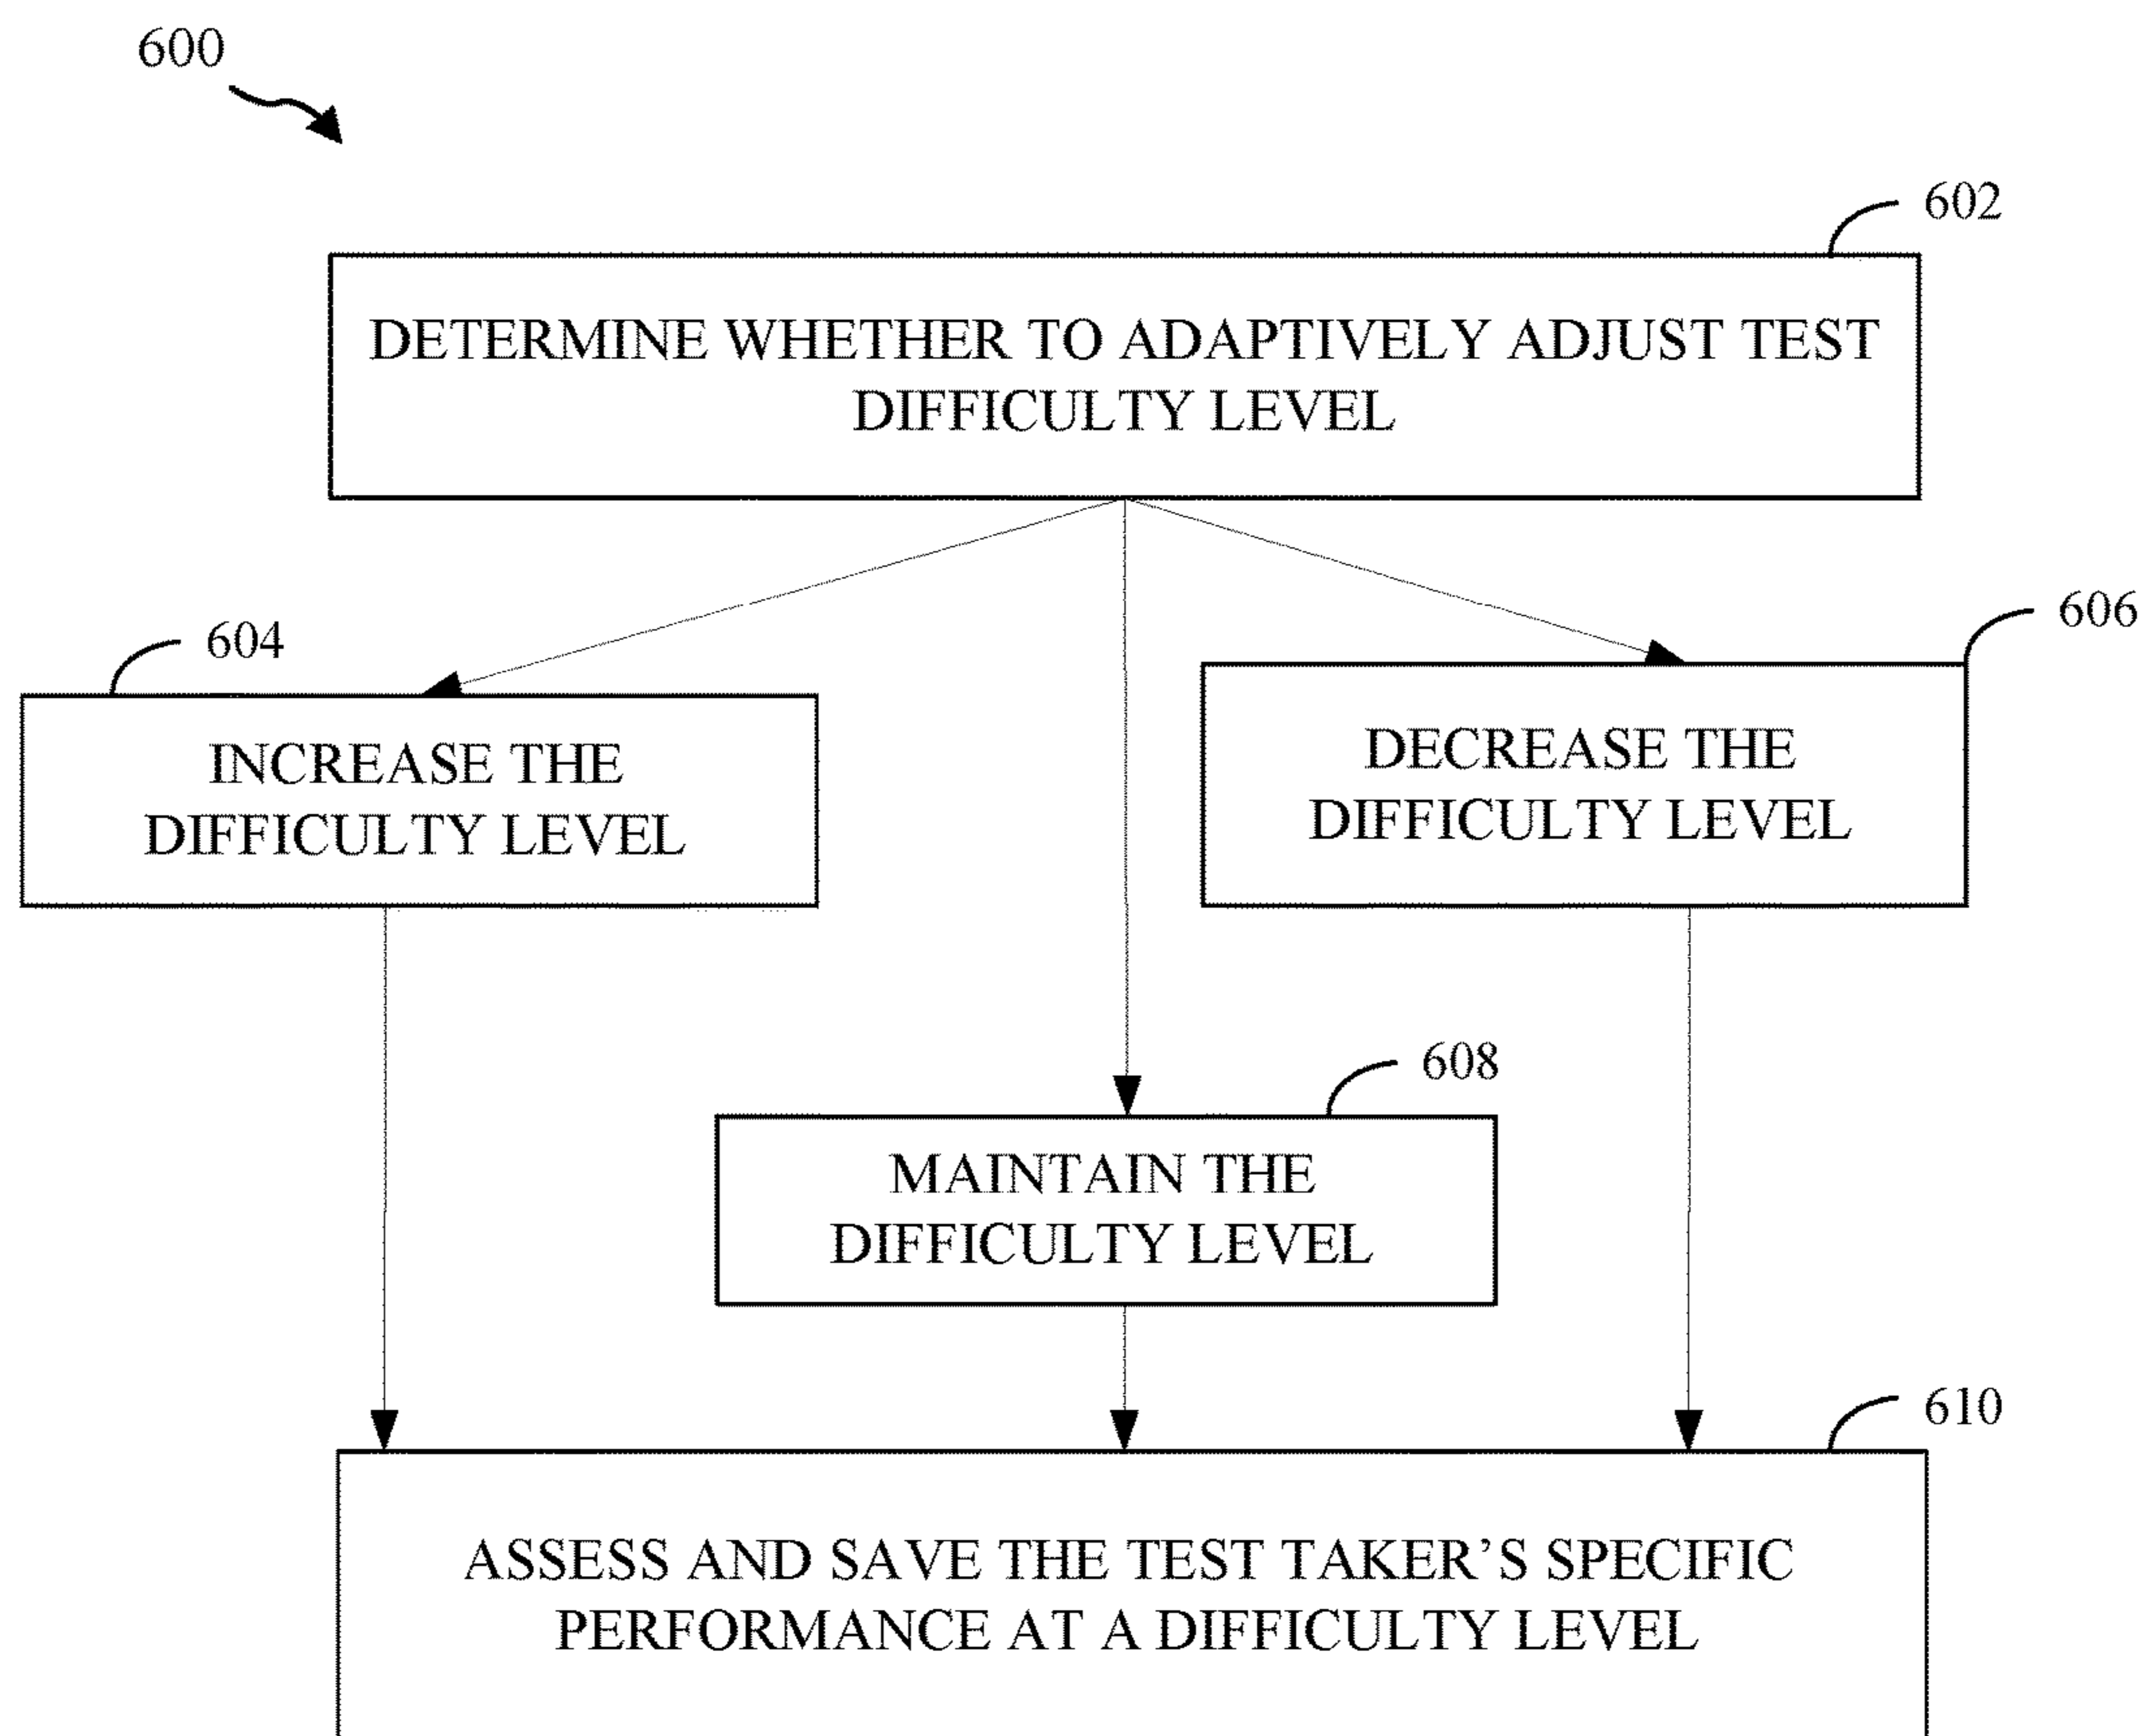 600
602
DETERMINE WHETHER TO ADAPTIVELY ADJUST TEST
DIFFICULTY LEVEL
604
INCREASE THE
DIFFICULTY LEVEL
606
DECREASE THE
DIFFICULTY LEVEL
608
MAINTAIN THE
DIFFICULTY LEVEL
610
ASSESS AND SAVE THE TEST TAKER’S SPECIFIC
PERFORMANCE AT A DIFFICULTY LEVEL